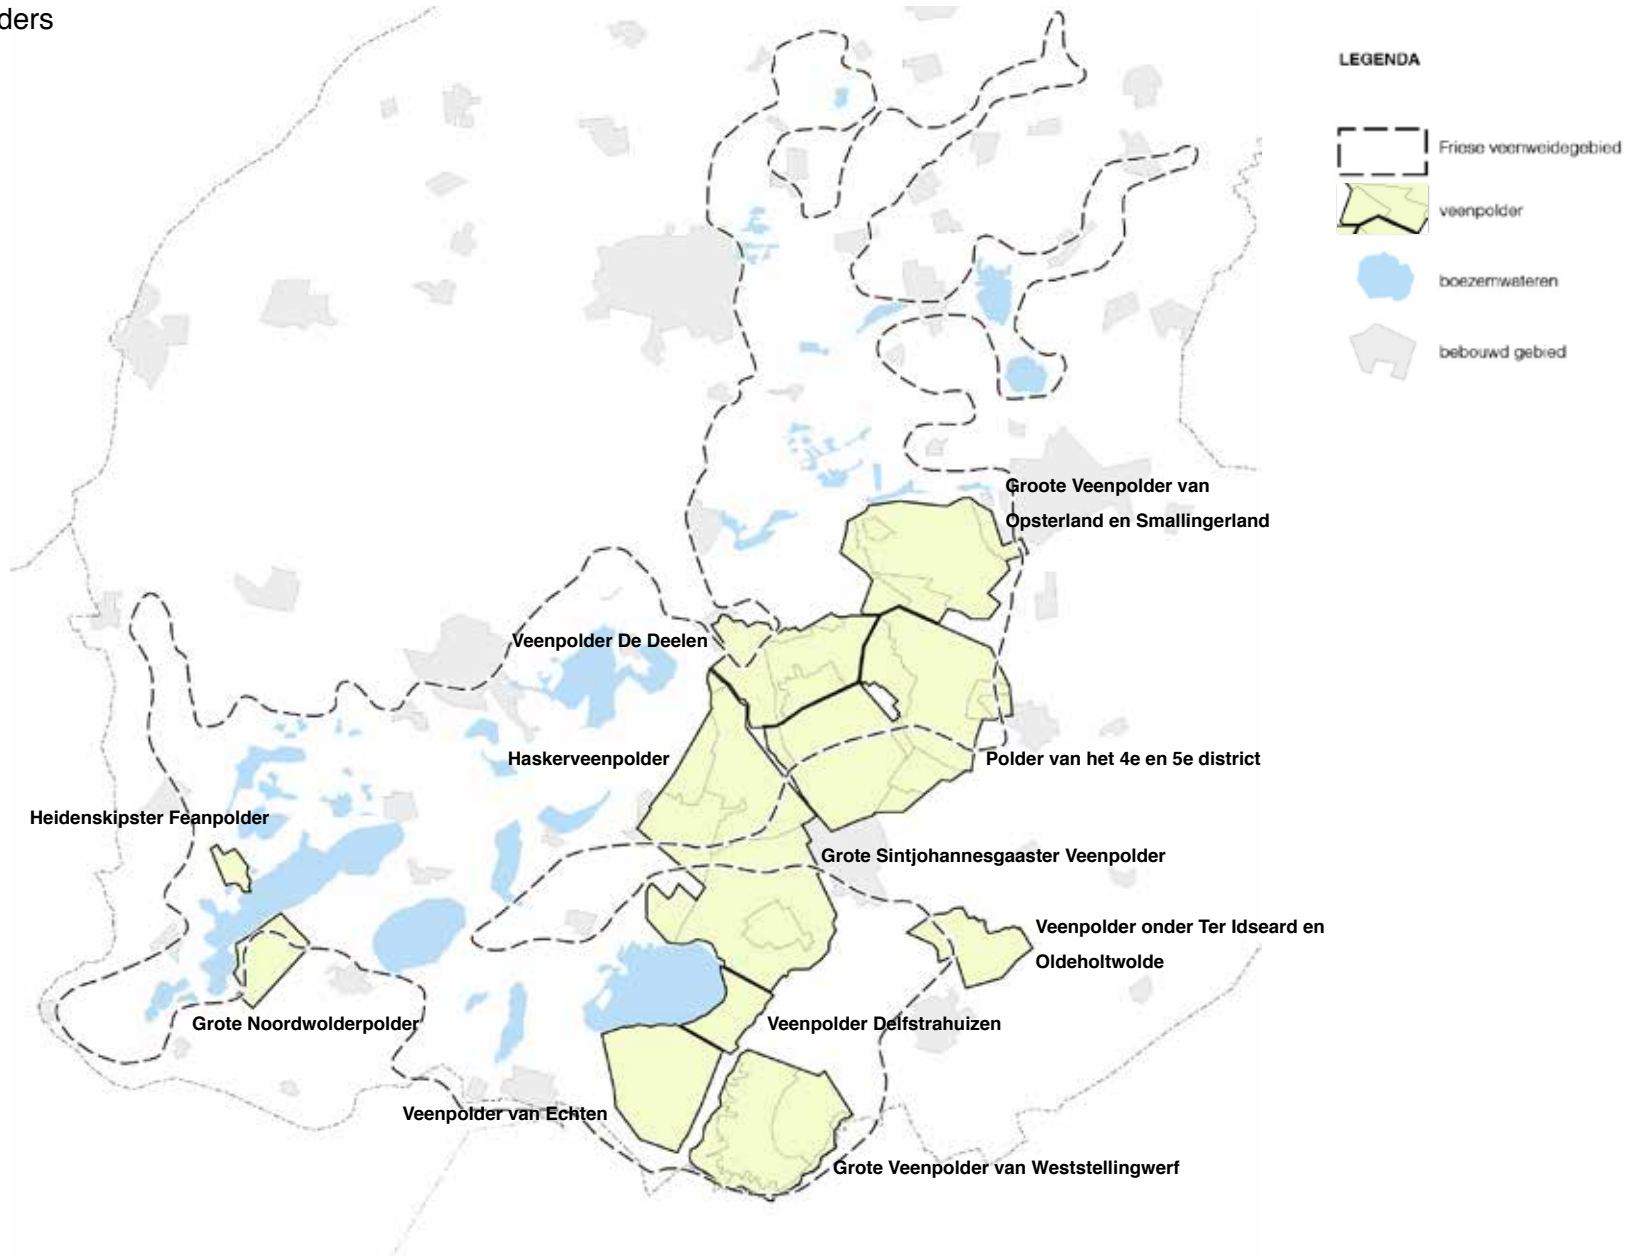 ders
LEGENDA
Friese veenweidegebied
veenpolder
boezemwateren
bebouwd gebied
Groote Veenpolder van
Opsterland en Smallingerland
Veenpolder De Deelen
Haskerveenpolder
Polder van het 4e en 5e district
Heidenskipster Feanpolder
Grote Sintjohannesgaaster Veenpolder
Veenpolder onder Ter Idseard en
Oldeholtwolde
Grote Noordwolderpolder
Veenpolder Delfstrahuizen
Veenpolder van Echten
Grote Veenpolder van Weststellingwerf